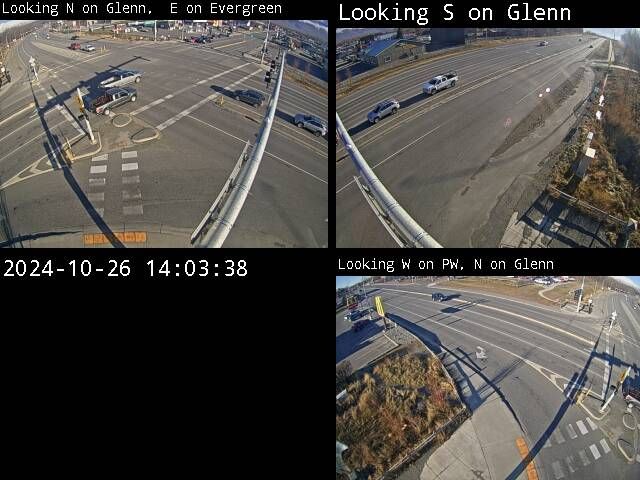 Looking N on Glenn, E on Evergreen
Looking S on Glenn
2024-10-26 14:03:38
Looking W on PW, N on Glenn